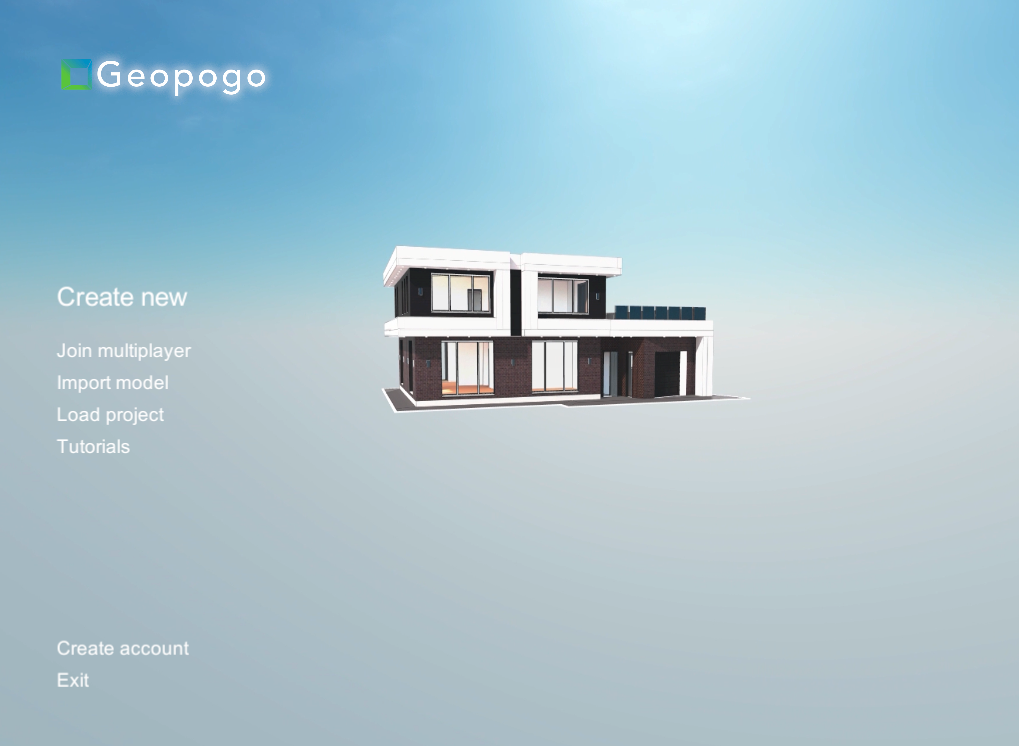 Geopogo
Create new
Join multiplayer
Import model
Load project
Tutorials
Create account
Exit